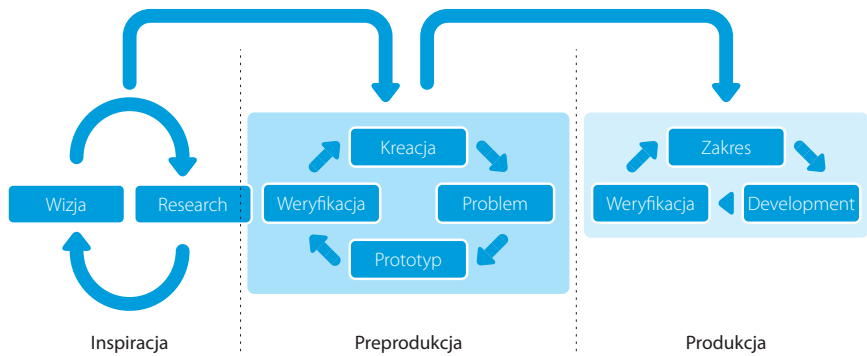 Kreacja
Zakres
Wizja
Research
Weryfikacja
Problem
Weryfikacja
Development
Prototyp
Inspiracja
Preprodukcja
Produkcja